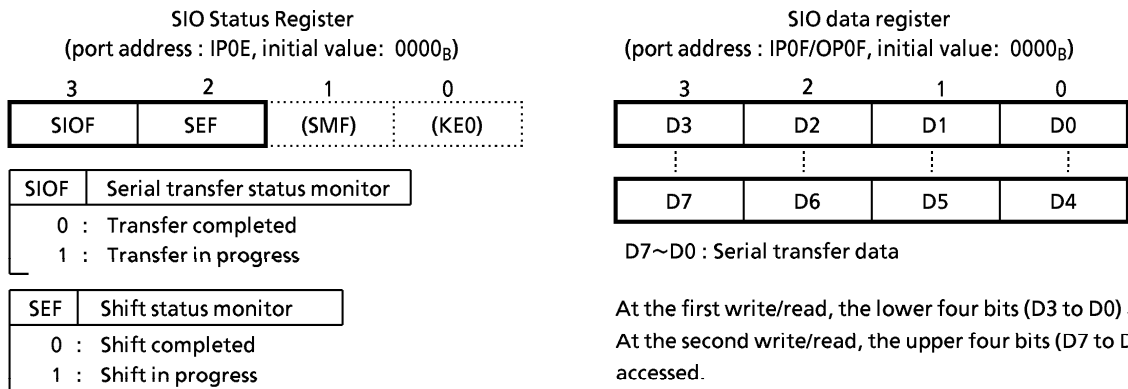 SIO Status Register
(port address : IP0E, initial value: 0000B)
3 2 1 0
SIOF SEF (SMF) (KE0)
SIOF Serial transfer status monitor
0 : Transfer completed
1 : Transfer in progress
SEF Shift status monitor
0 : Shift completed
1 : Shift in progress
SIO data register
(port address : IP0F/OP0F, initial value: 0000B)
3 2 1 0
D3 D2 D1 D0
D7 D6 D5 D4
D7~D0 : Serial transfer data
At the first write/read, the lower four bits (D3 to D0)
At the second write/read, the upper four bits (D7 to
accessed.